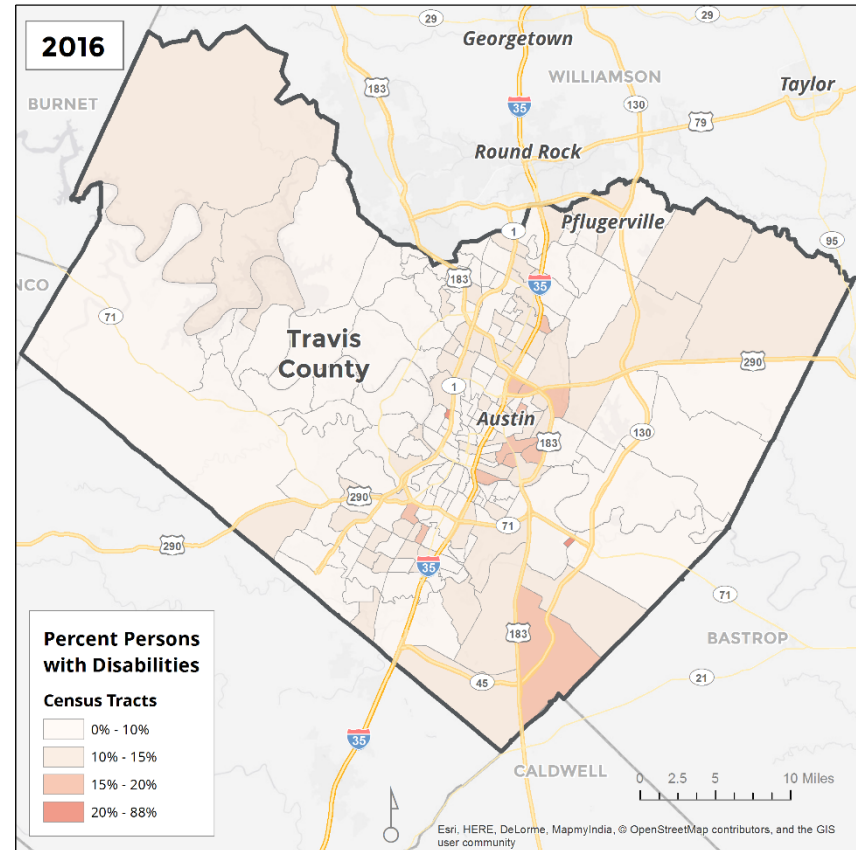 2016
29
29
Georgetown
WILLIAMSON
Taylor
183
130
BURNET
35
79
Round Rock
Pflugerville
1
95
183
35
NCO
71
Travis
County
290
1
Austin
183
130
290
71
290
35
71
183
BASTROP
45
21
35
CALDWELL
Percent Persons
with Disabilities
Census Tracts
0% - 10%
10% - 15%
15% - 20%
20% - 88%
0 2.5 5 10 Miles
Esri, HERE, DeLorme, MapmyIndia, © OpenStreetMap contributors, and the GIS
user community